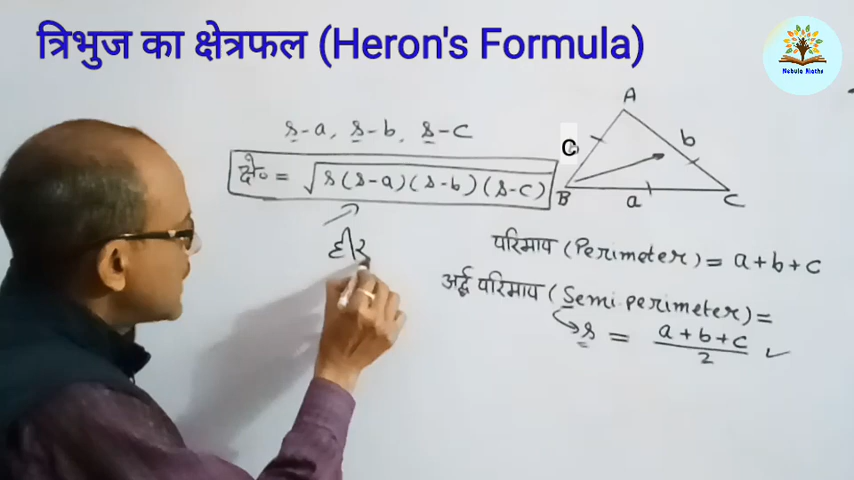 त्रिभुज का क्षेत्रफल (Heron's Formula)
Nebula Maths
A
s-a, s-b, s-c
c
b
क्षे० = √s(s-a)(s-b)(s-c)
B
a
C
हीर
परिमाप (Perimeter) = a+b+c
अर्द्ध परिमाप (Semi-perimeter) =
s = a+b+c/2 ✓